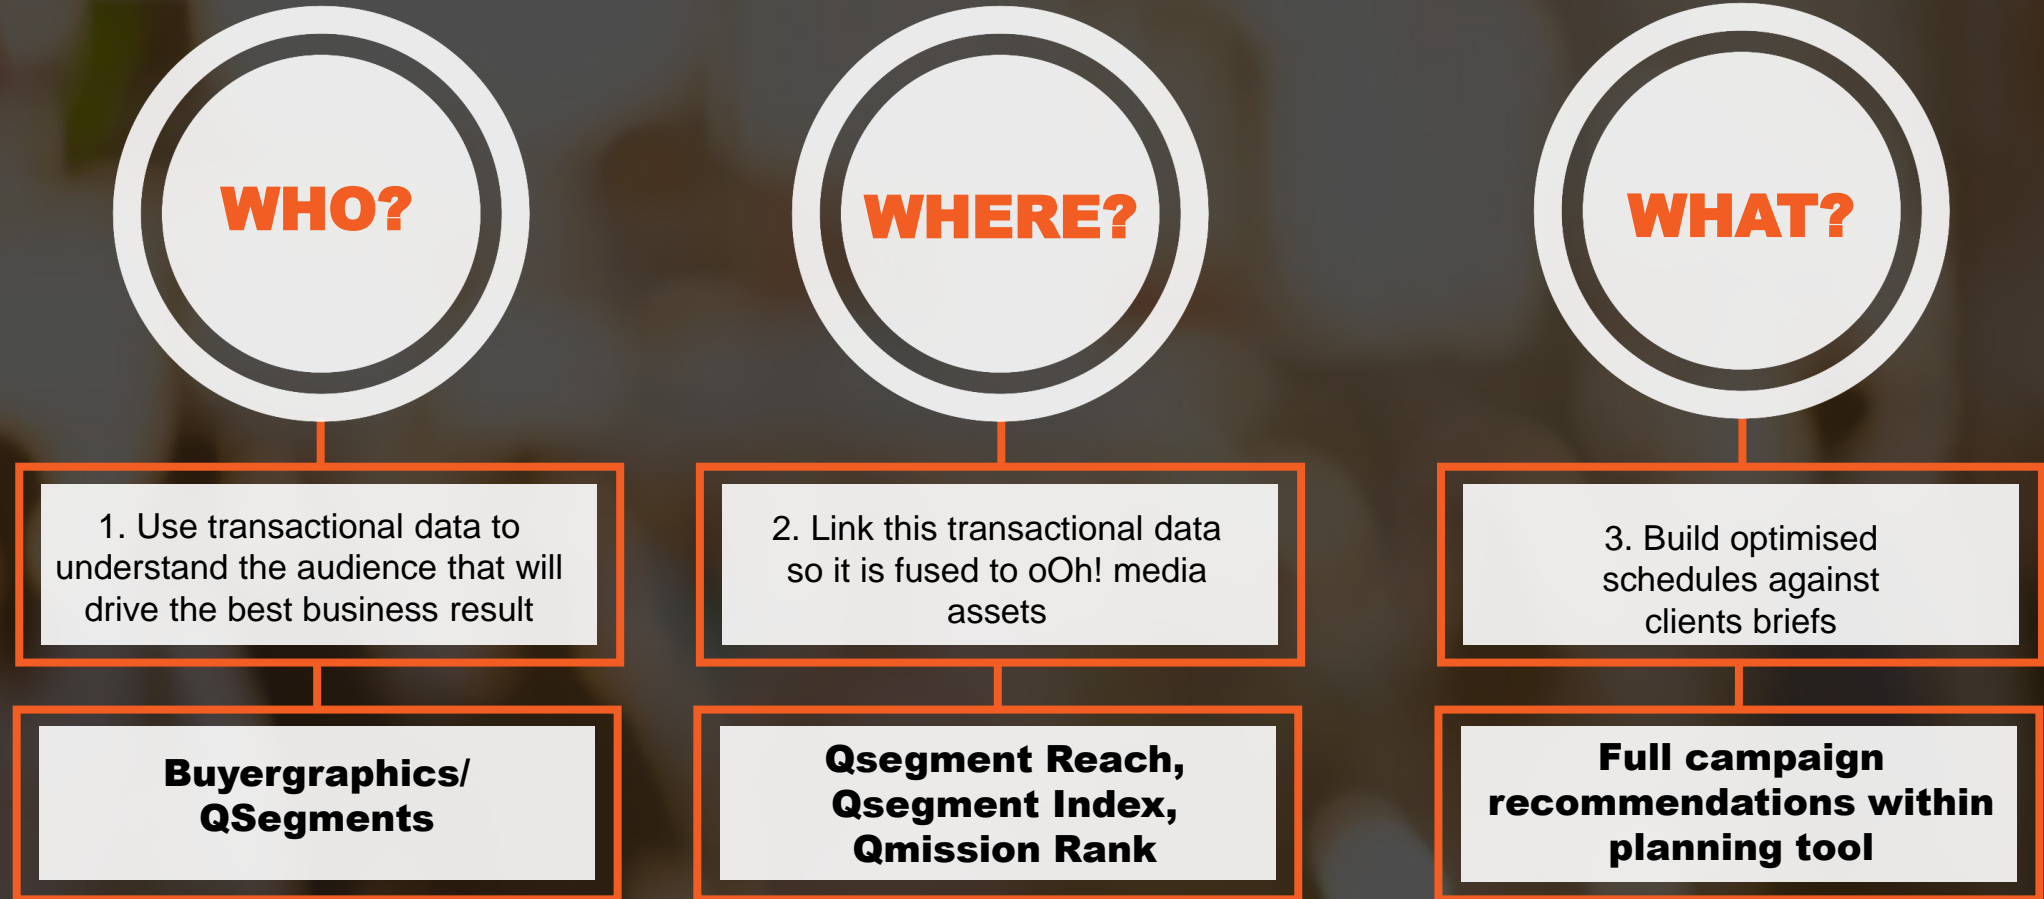 WHO?
1. Use transactional data to
understand the audience that will
drive the best business result
Buyergraphics/
QSegments
WHERE?
2. Link this transactional data
so it is fused to oOh! media
assets
Qsegment Reach,
Qsegment Index,
Qmission Rank
WHAT?
3. Build optimised
schedules against
clients briefs
Full campaign
recommendations within
planning tool